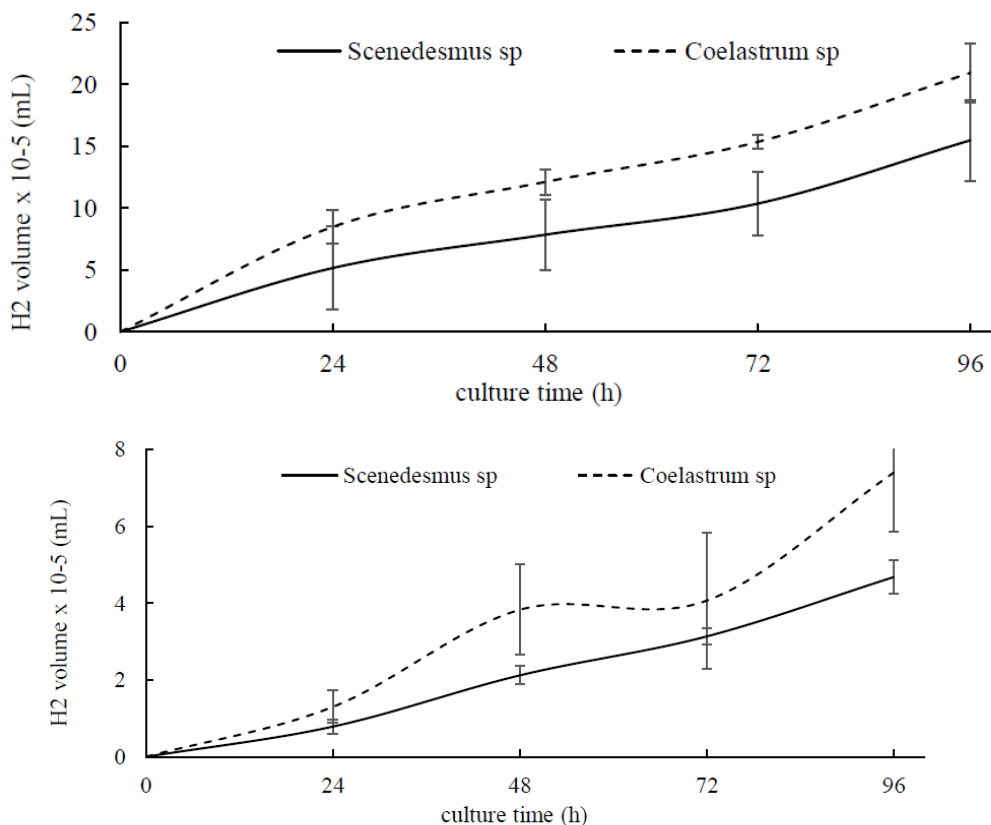 Scenedesmus sp Coelastrum sp
H2 volume x 10-5 (mL)
25
20
15
10
5
0
0 24 48 72 96
culture time (h)
Scenedesmus sp Coelastrum sp
H2 volume x 10-5 (mL)
8
6
4
2
0
0 24 48 72 96
culture time (h)